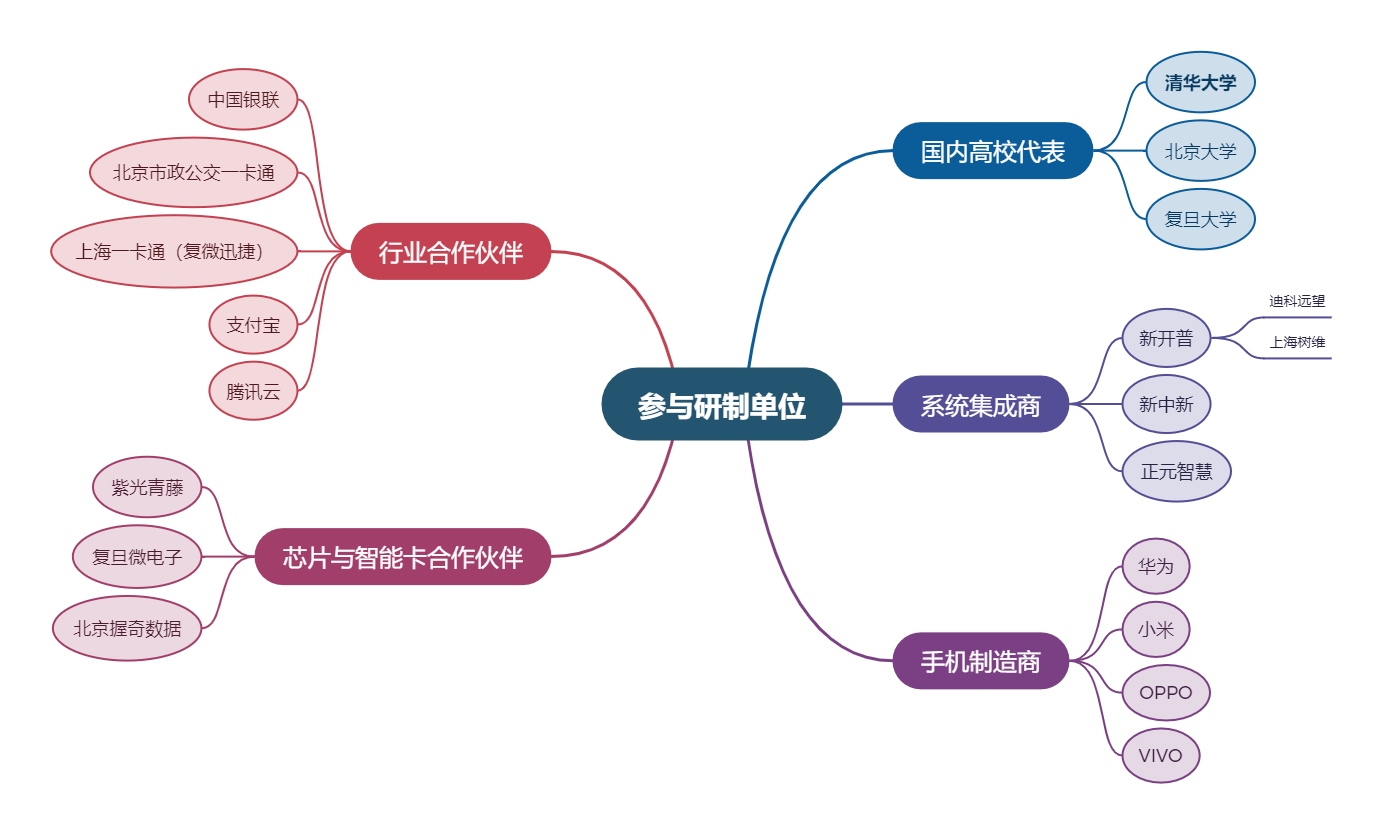 参与研制单位
国内高校代表
清华大学
北京大学
复旦大学
系统集成商
新开普
迪科远望
上海树维
新中新
正元智慧
手机制造商
华为
小米
OPPO
VIVO
行业合作伙伴
中国银联
北京市政公交一卡通
上海一卡通（复微迅捷）
支付宝
腾讯云
芯片与智能卡合作伙伴
紫光青藤
复旦微电子
北京握奇数据